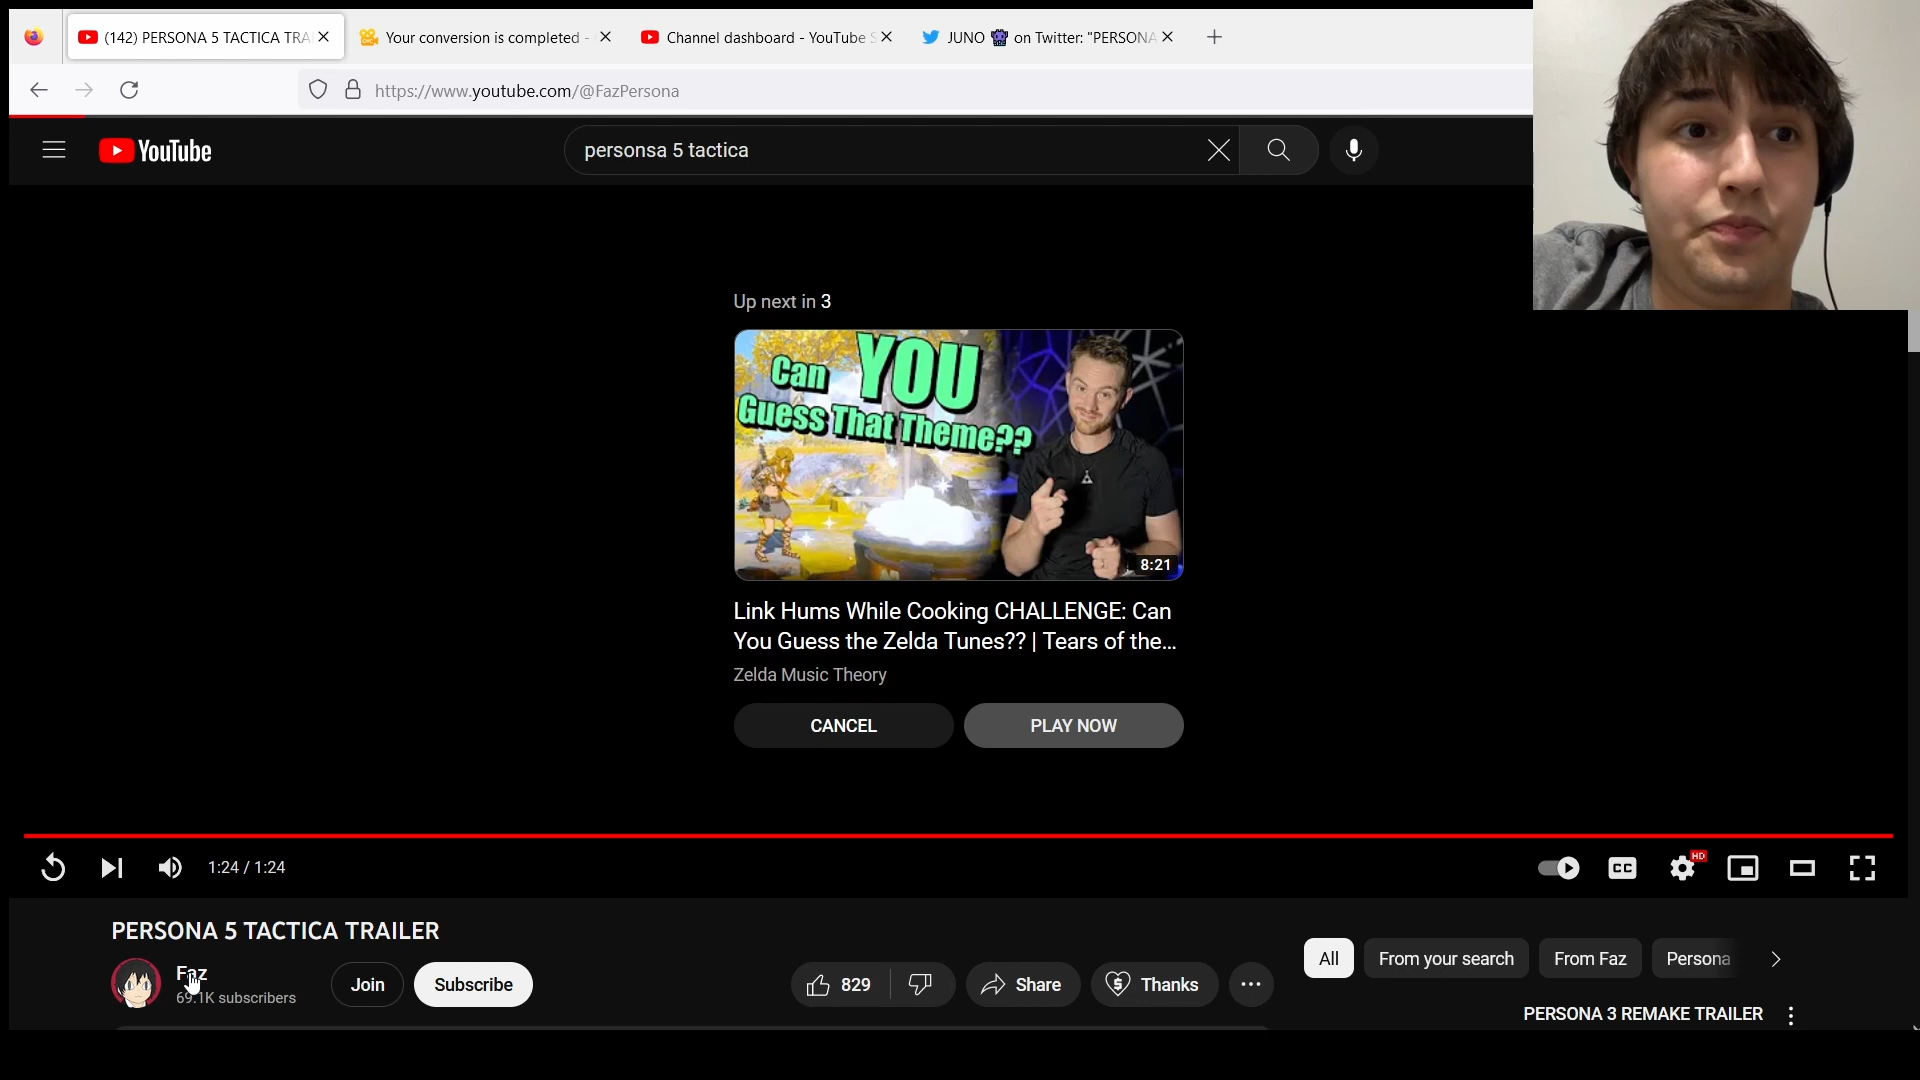 (142) PERSONA 5 TACTICA TRA
Your conversion is completed -
Channel dashboard - YouTube S
JUNO on Twitter: "PERSONA
https://www.youtube.com/@FazPersona
YouTube
personsa 5 tactica
Up next in 3
Can YOU
Guess That Theme??
8:21
Link Hums While Cooking CHALLENGE: Can
You Guess the Zelda Tunes?? | Tears of the...
Zelda Music Theory
CANCEL
PLAY NOW
1:24 / 1:24
CC
HD
PERSONA 5 TACTICA TRAILER
Faz
69.1K subscribers
Join
Subscribe
829
Share
Thanks
All
From your search
From Faz
Persona
PERSONA 3 REMAKE TRAILER